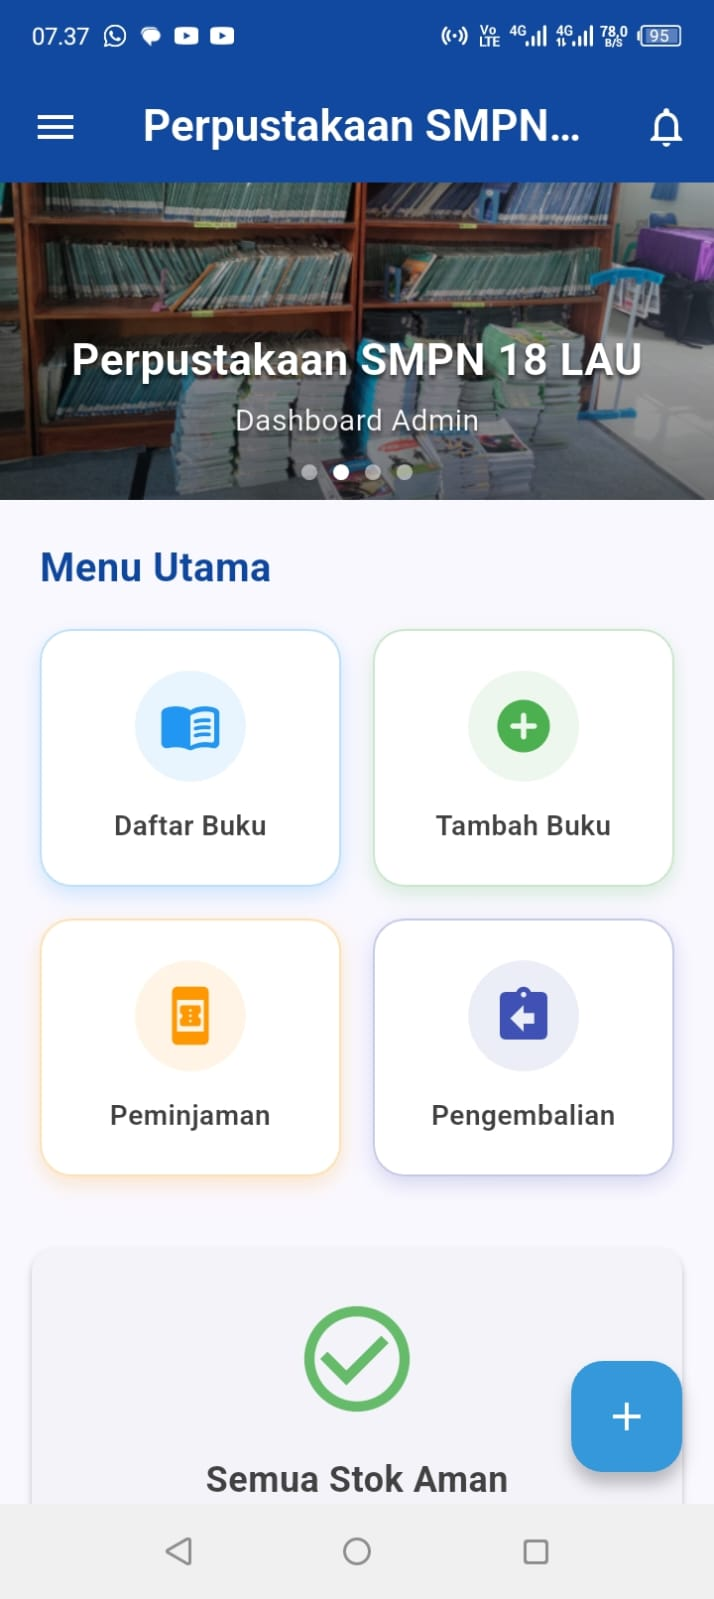 07.37 Vo LTE 4G 4G 78,0 B/S 95
Perpustakaan SMPN...
Perpustakaan SMPN 18 LAU
Dashboard Admin
Menu Utama
Daftar Buku Tambah Buku
Peminjaman Pengembalian
Semua Stok Aman